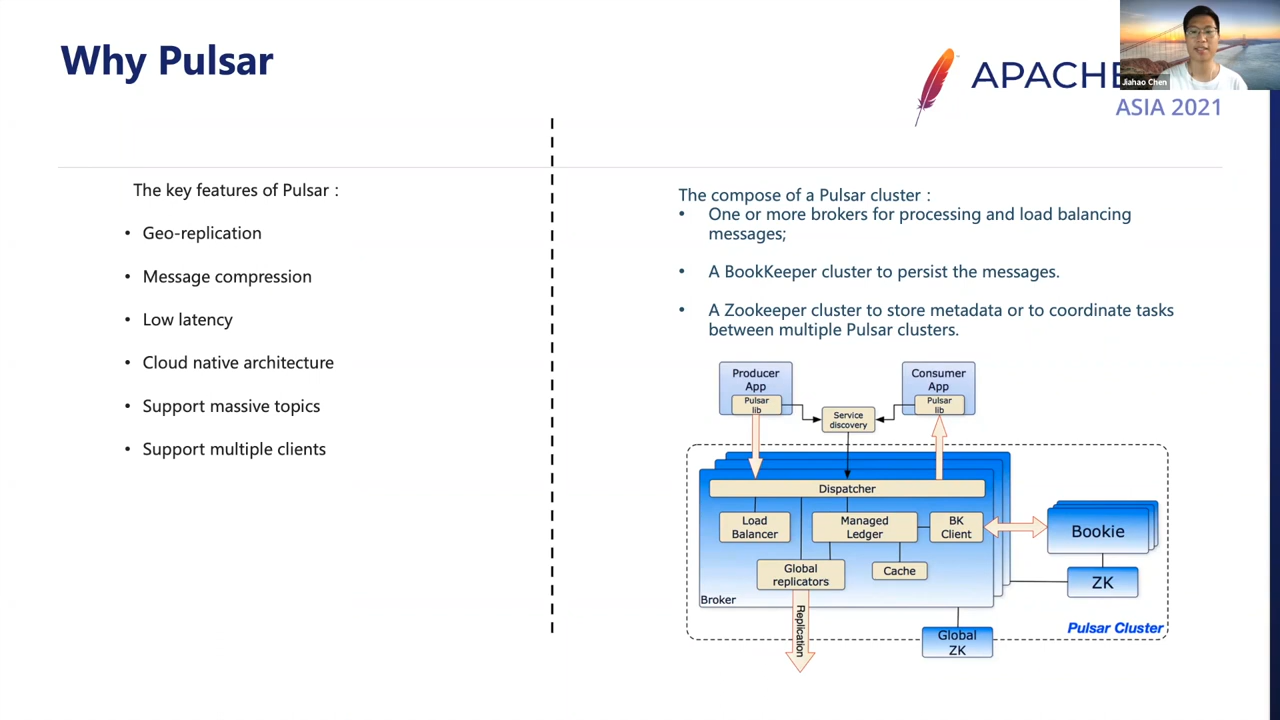 Why Pulsar
APACHE
ASIA 2021
Jiahao Chen
The key features of Pulsar :
• Geo-replication
• Message compression
• Low latency
• Cloud native architecture
• Support massive topics
• Support multiple clients
The compose of a Pulsar cluster :
• One or more brokers for processing and load balancing
messages;
• A BookKeeper cluster to persist the messages.
• A Zookeeper cluster to store metadata or to coordinate tasks
between multiple Pulsar clusters.
Producer
App
Pulsar
lib
Consumer
App
Pulsar
lib
Service
discovery
Dispatcher
Load
Balancer
Managed
Ledger
BK
Client
Bookie
Global
replicators
Cache
ZK
Broker
Replication
Pulsar Cluster
Global
ZK